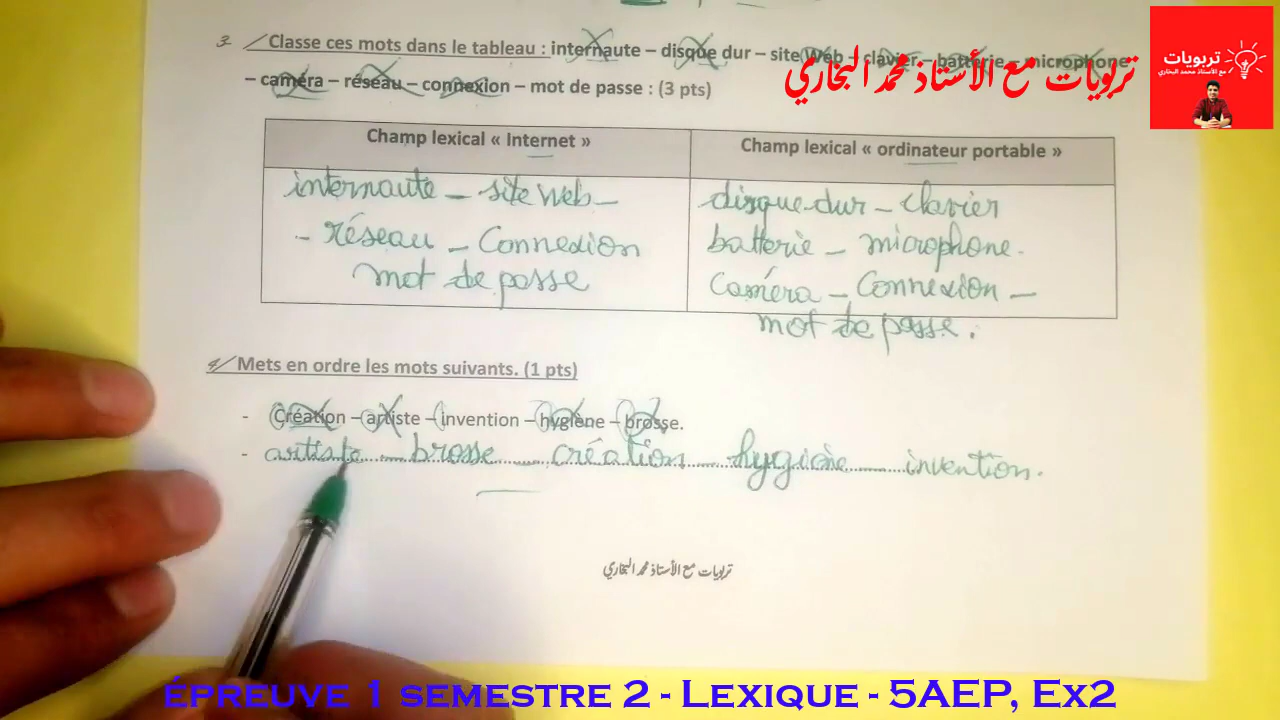 3 / Classe ces mots dans le tableau : internaute – disque dur – site Web – clavier – batterie – microphone
– caméra – réseau – connexion – mot de passe : (3 pts)
تربويات مع الأستاذ محمد البخاري
تربويات
مع الأستاذ محمد البخاري
Champ lexical « Internet »
Champ lexical « ordinateur portable »
internaute – site Web –
- réseau – Connexion
mot de passe
disque dur – clavier
batterie – microphone.
Caméra – Connexion –
mot de passe.
4/ Mets en ordre les mots suivants. (1 pts)
- Création – artiste – invention – hygiène – brosse.
- artiste ... brosse ... création ... hygiène ... invention.
تربويات مع الأستاذ محمد البخاري
épreuve 1 semestre 2 - Lexique - 5AEP, Ex2